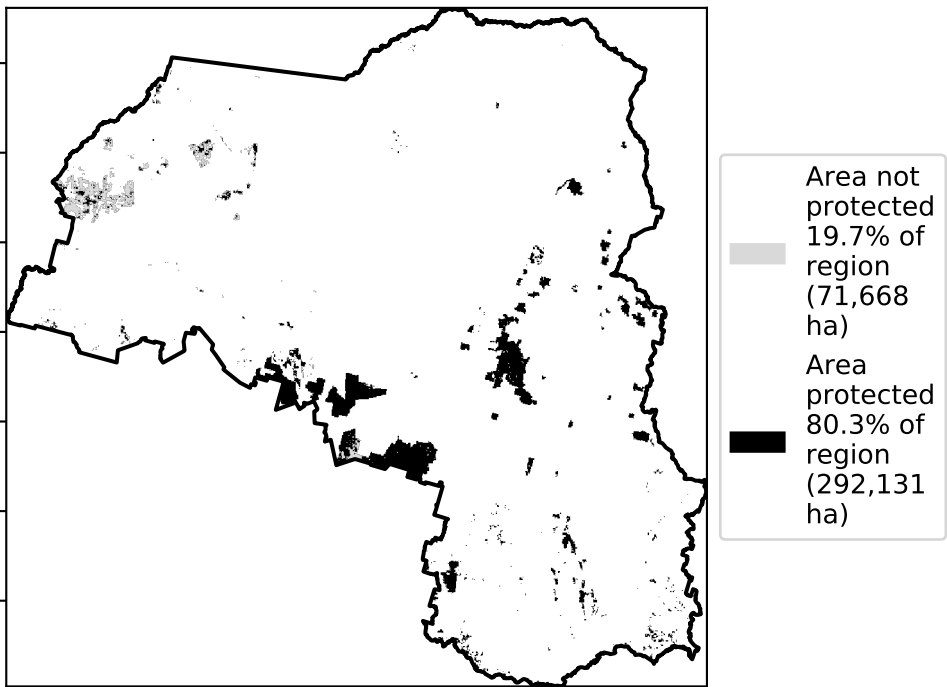 Area not
protected
19.7% of
region
(71,668
ha)
Area
protected
80.3% of
region
(292,131
ha)